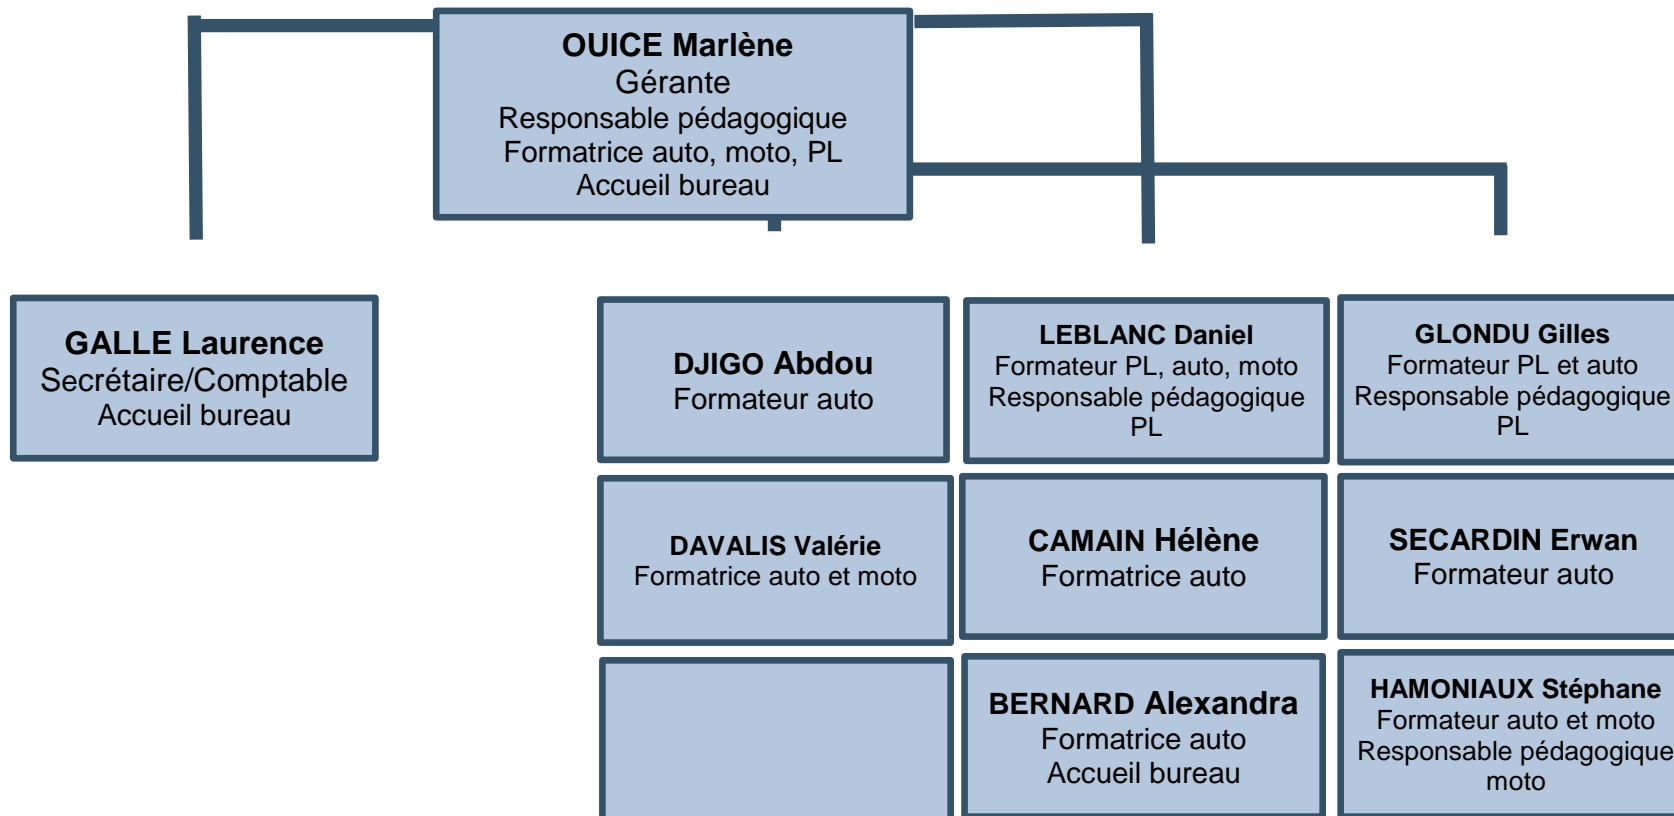 OUICE Marlène
Gérante
Responsable pédagogique
Formatrice auto, moto, PL
Accueil bureau
GALLE Laurence
Secrétaire/Comptable
Accueil bureau
DJIGO Abdou
Formateur auto
LEBLANC Daniel
Formateur PL, auto, moto
Responsable pédagogique
PL
GLONDU Gilles
Formateur PL et auto
Responsable pédagogique
PL
DAVALIS Valérie
Formatrice auto et moto
CAMAIN Hélène
Formatrice auto
SECARDIN Erwan
Formateur auto
BERNARD Alexandra
Formatrice auto
Accueil bureau
HAMONIAUX Stéphane
Formateur auto et moto
Responsable pédagogique
moto